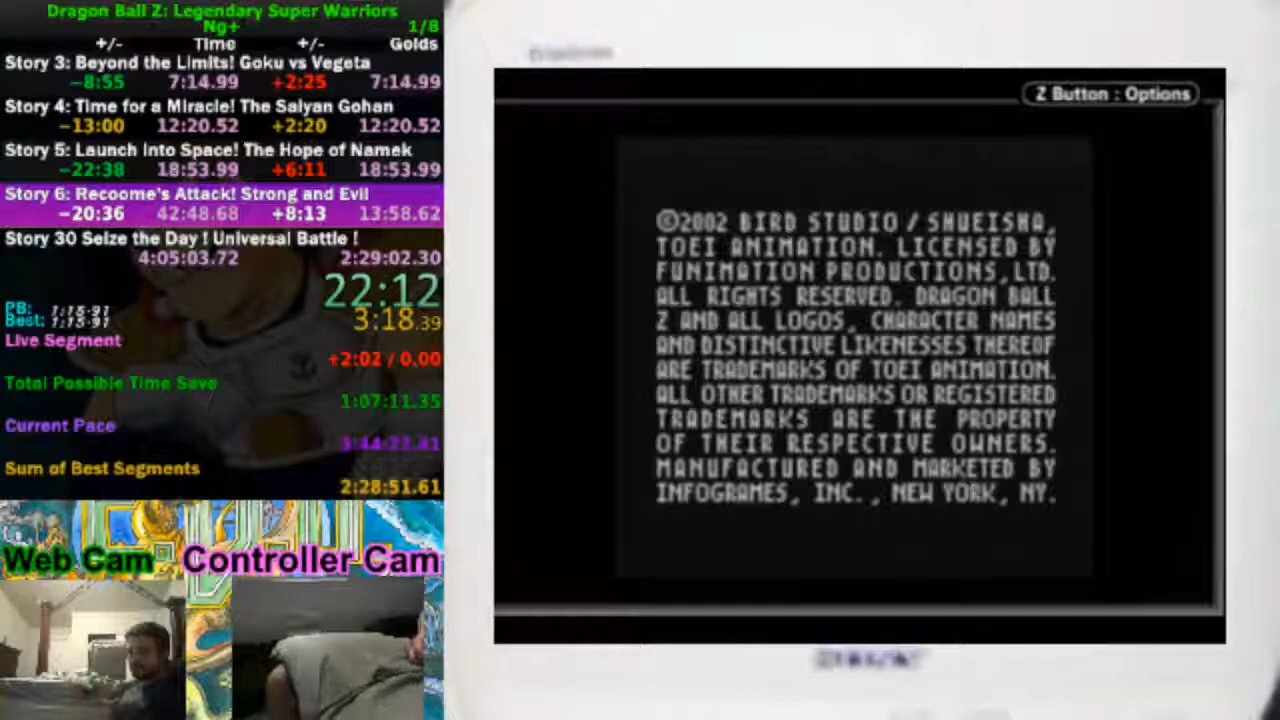 Dragon Ball Z: Legendary Super Warriors
Ng+ 1/8
+/- Time +/- Golds
Story 3: Beyond the Limits! Goku vs Vegeta
-8:55 7:14.99 +2:25 7:14.99
Story 4: Time for a Miracle! The Saiyan Gohan
-13:00 12:20.52 +2:20 12:20.52
Story 5: Launch Into Space! The Hope of Namek
-22:38 18:53.99 +6:11 18:53.99
Story 6: Recoome's Attack! Strong and Evil
-20:36 42:48.68 +8:13 13:58.62
Story 30 Seize the Day ! Universal Battle !
4:05:03.72 2:29:02.30
22:12
PB: 1:15.91
Best: 1:15.91
3:18.39
Live Segment
+2:02 / 0.00
Total Possible Time Save
1:07:11.35
Current Pace
Sum of Best Segments
2:28:51.61
Web Cam Controller Cam
Z Button : Options
©2002 BIRD STUDIO / SHUEISHA,
TOEI ANIMATION. LICENSED BY
FUNIMATION PRODUCTIONS, LTD.
ALL RIGHTS RESERVED. DRAGON BALL
Z AND ALL LOGOS, CHARACTER NAMES
AND DISTINCTIVE LIKENESSES THEREOF
ARE TRADEMARKS OF TOEI ANIMATION.
ALL OTHER TRADEMARKS OR REGISTERED
TRADEMARKS ARE THE PROPERTY
OF THEIR RESPECTIVE OWNERS.
MANUFACTURED AND MARKETED BY
INFOGRAMES, INC., NEW YORK, NY.